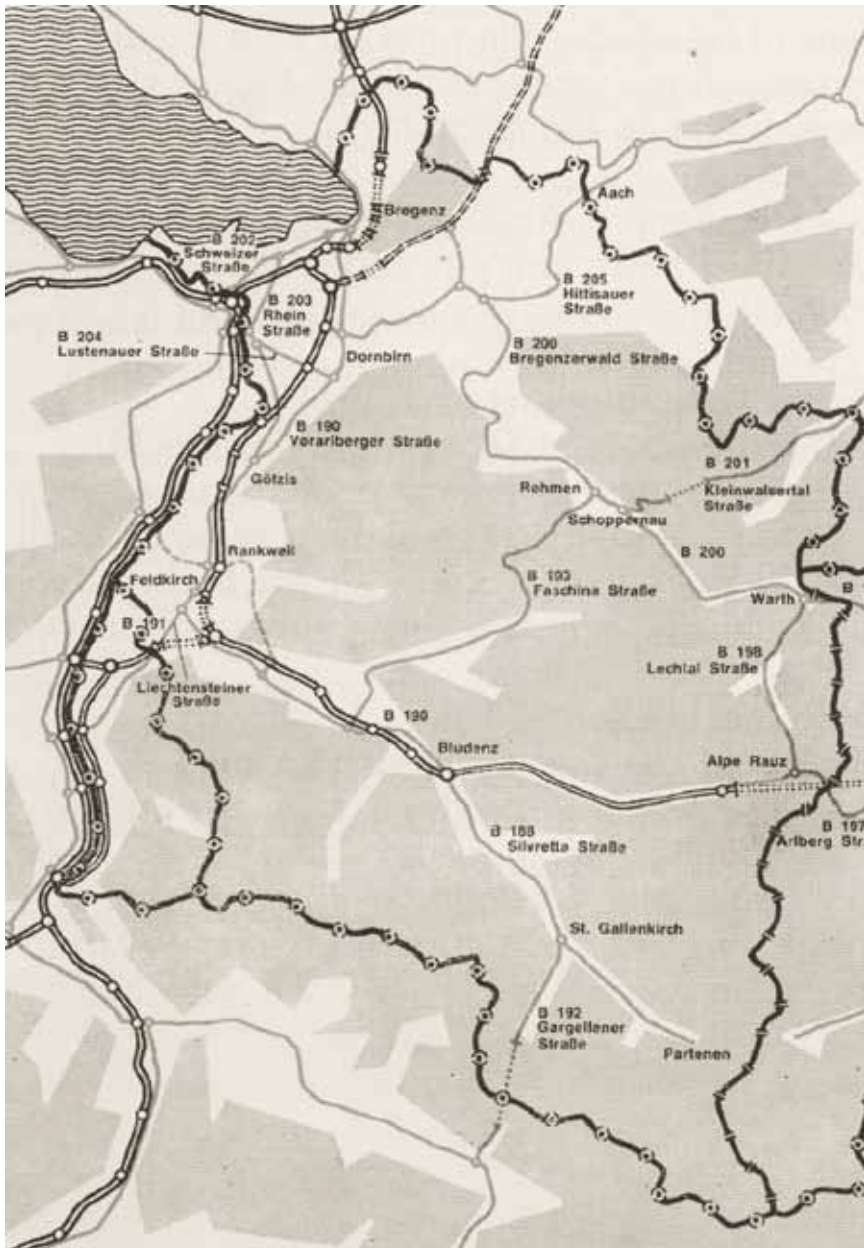 Aach
Bregenz
B 202
Schweizer
Straße
B 203
Rhein
Straße
B 205
Hittisauer
Straße
B 204
Lustenauer Straße
B 200
Bregenzerwald Straße
Dornbirn
B 190
Vorarlberger Straße
B 201
Kleinwalsertal
Straße
Götzis
Rehmen
Schoppernau
B 200
Rankweil
Feldkirch
B 193
Faschina Straße
Warth
B
B 191
Liechtensteiner
Straße
B 198
Lechtal Straße
B 190
Bludenz
Alpe Rauz
B 188
Silvretta Straße
B 197
Arlberg Str
St. Gallenkirch
B 192
Gargellener
Straße
Partenen